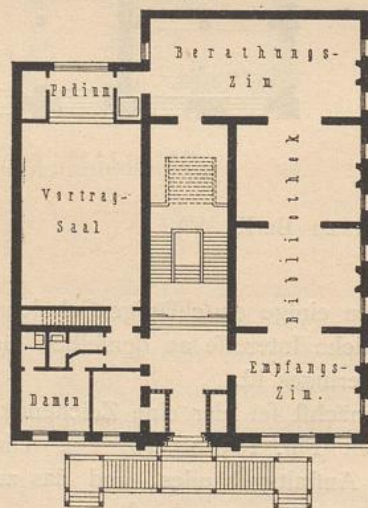 Berathungs-
Zim
Podium
Vortrag-
Saal
Bibliothek
Empfangs-
Zim.
Damen